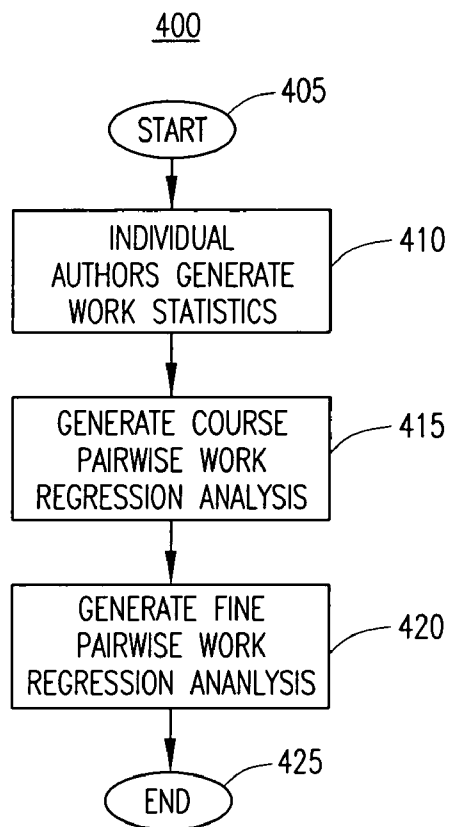 400
405
START
INDIVIDUAL
AUTHORS GENERATE
WORK STATISTICS
410
GENERATE COURSE
PAIRWISE WORK
REGRESSION ANALYSIS
415
GENERATE FINE
PAIRWISE WORK
REGRESSION ANANLYSIS
420
425
END